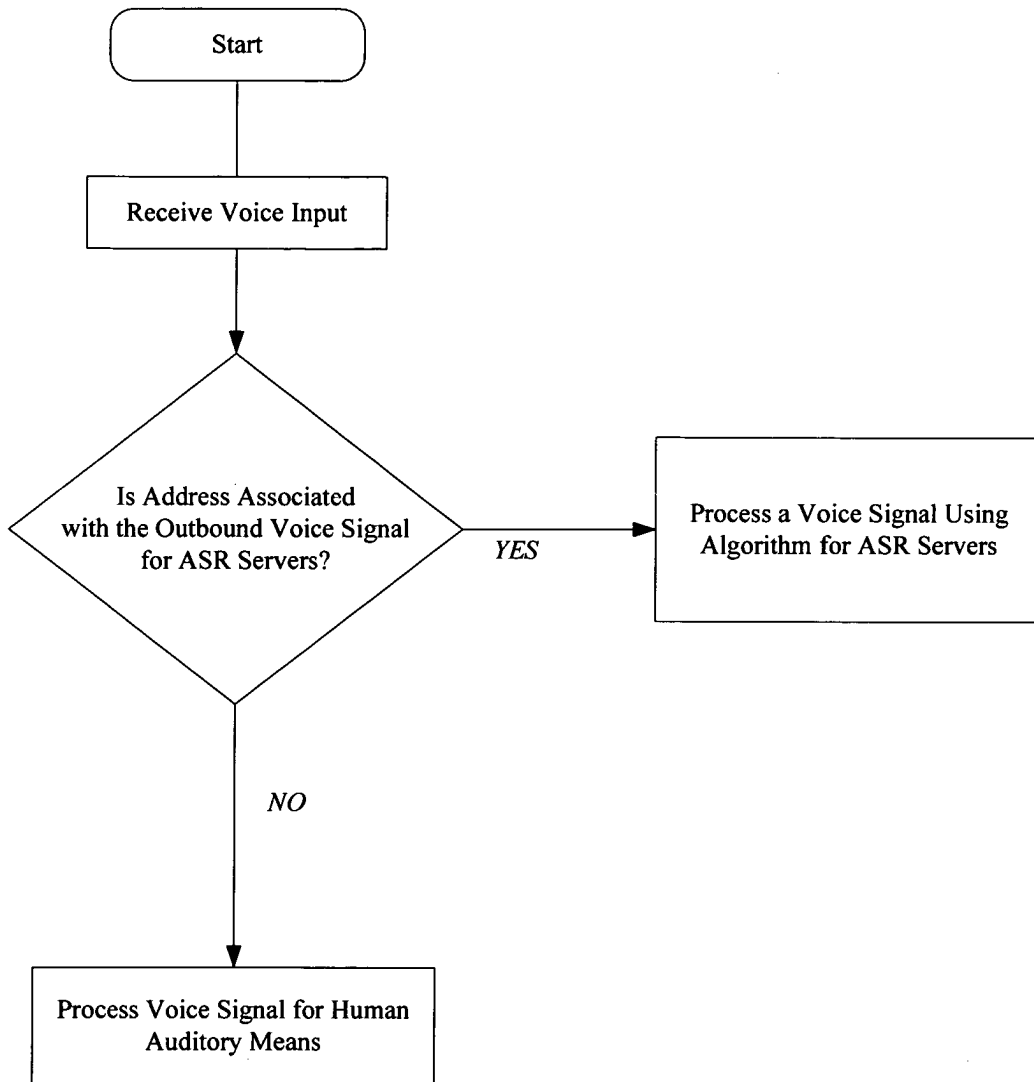 Start
Receive Voice Input
Is Address Associated
with the Outbound Voice Signal
for ASR Servers?
YES
Process a Voice Signal Using
Algorithm for ASR Servers
NO
Process Voice Signal for Human
Auditory Means